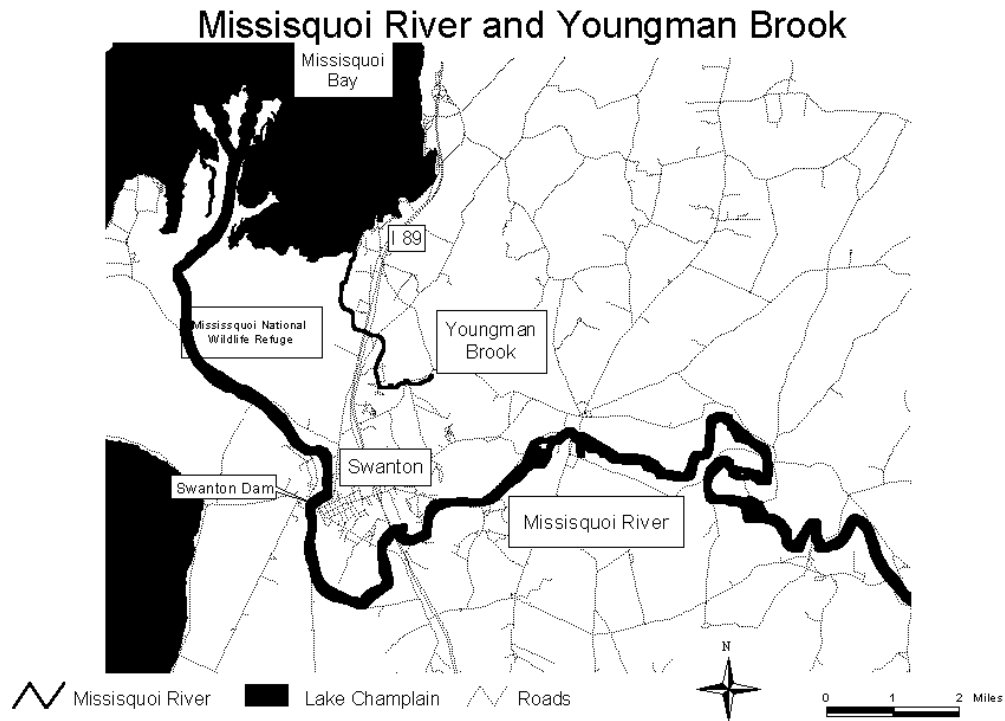 Missisquoi River and Youngman Brook
Missisquoi
Bay
I 89
Mississquoi National
Wildlife Refuge
Youngman
Brook
Swanton
Swanton Dam
Missisquoi River
N
Missisquoi River
Lake Champlain
Roads
0 1 2 Miles